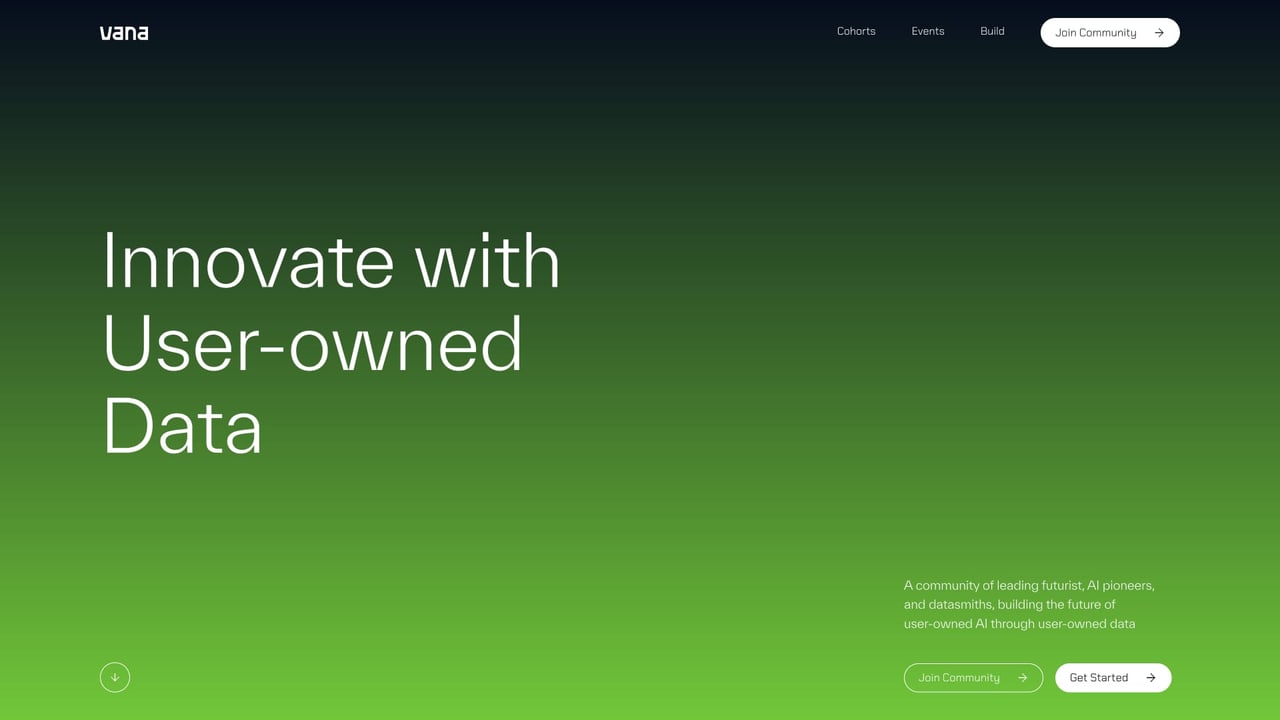 vana
Cohorts
Events
Build
Join Community
Innovate with
User-owned
Data
A community of leading futurist, AI pioneers,
and datasmiths, building the future of
user-owned AI through user-owned data
Join Community
Get Started